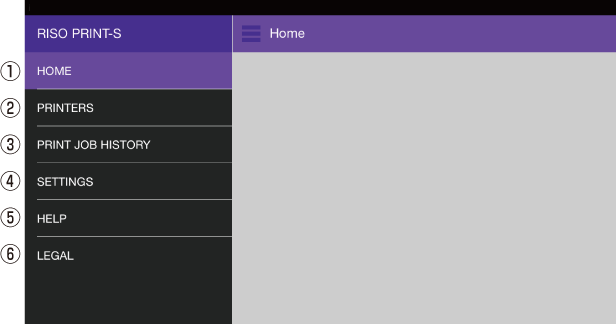 RISO PRINT-S
Home
① HOME
② PRINTERS
③ PRINT JOB HISTORY
④ SETTINGS
⑤ HELP
⑥ LEGAL